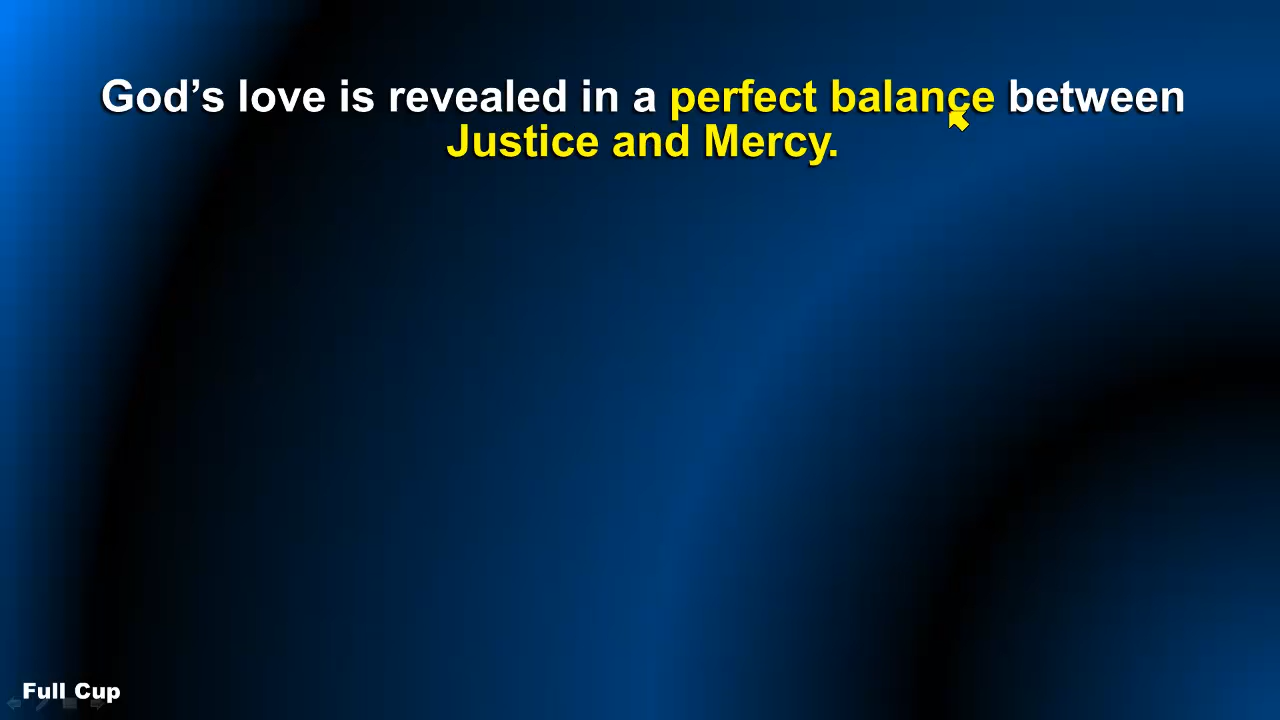 God’s love is revealed in a perfect balance between
Justice and Mercy.
Full Cup